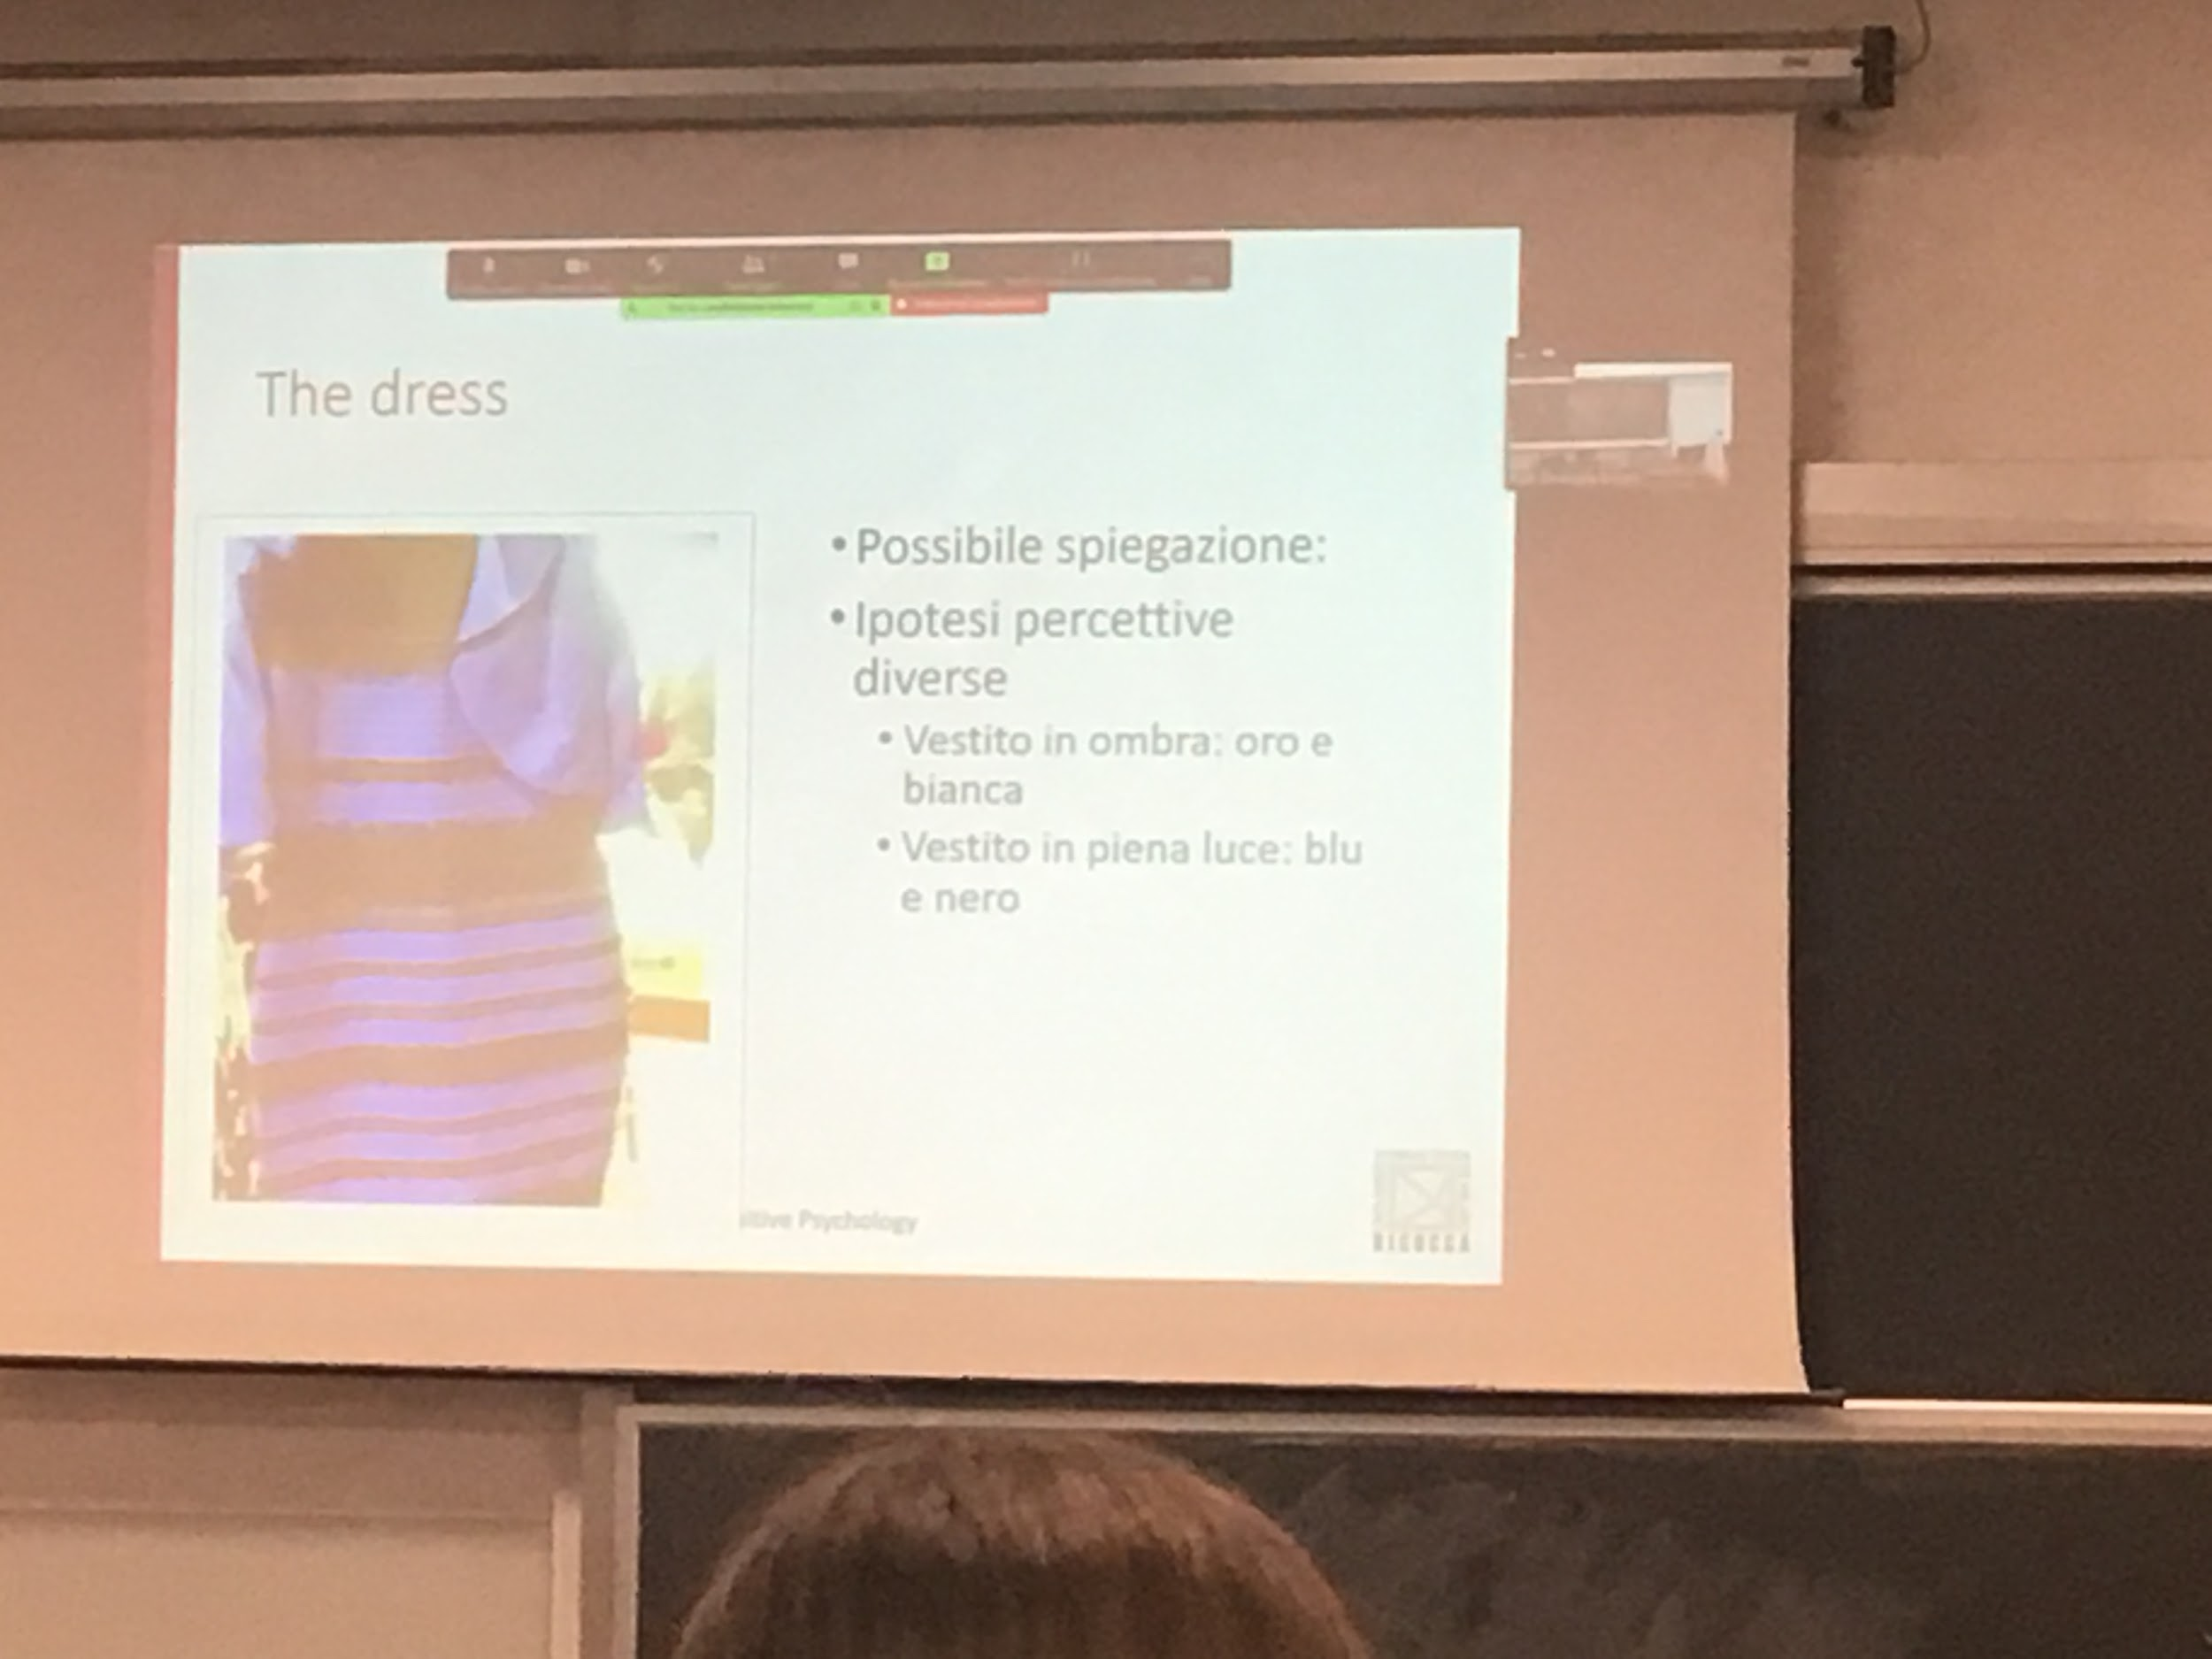 The dress
• Possibile spiegazione:
• Ipotesi percettive
diverse
• Vestito in ombra: oro e
bianca
• Vestito in piena luce: blu
e nero
Psychology
BICOCCA